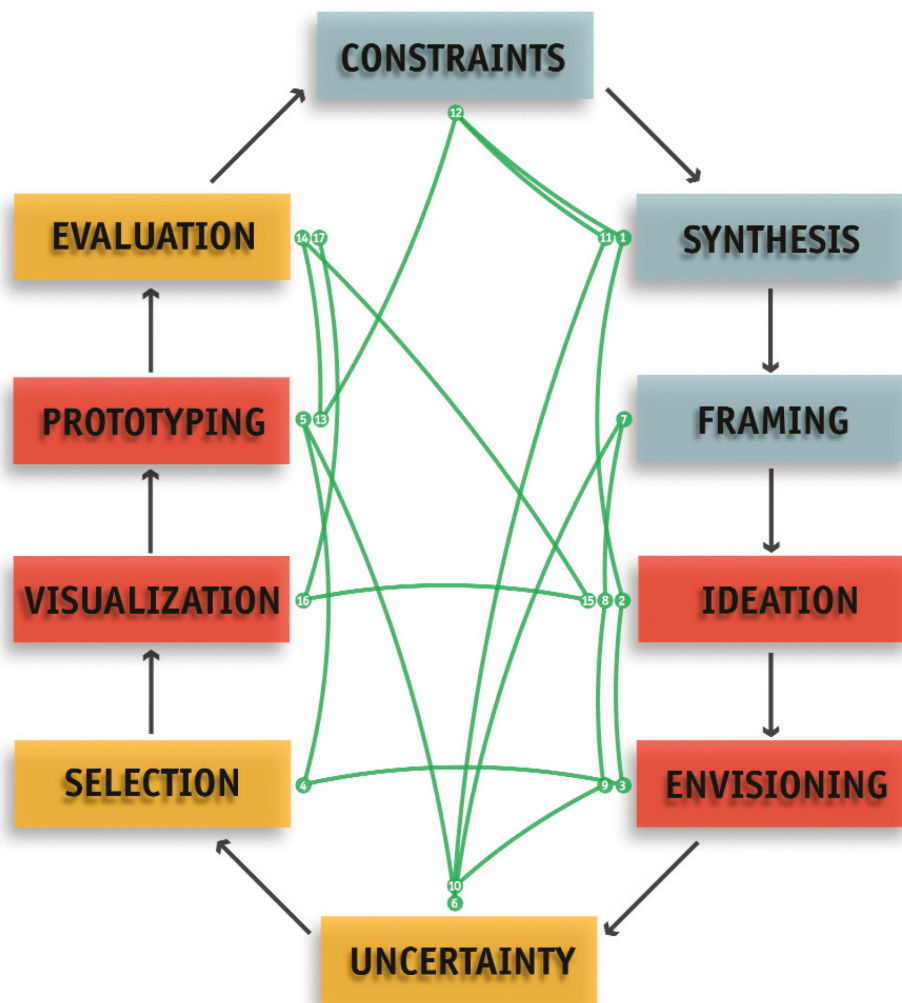 CONSTRAINTS
12
EVALUATION
14 17
11 1
SYNTHESIS
PROTOTYPING
5 13
7
FRAMING
VISUALIZATION
16
15 8 2
IDEATION
SELECTION
4
9 3
ENVISIONING
10
6
UNCERTAINTY